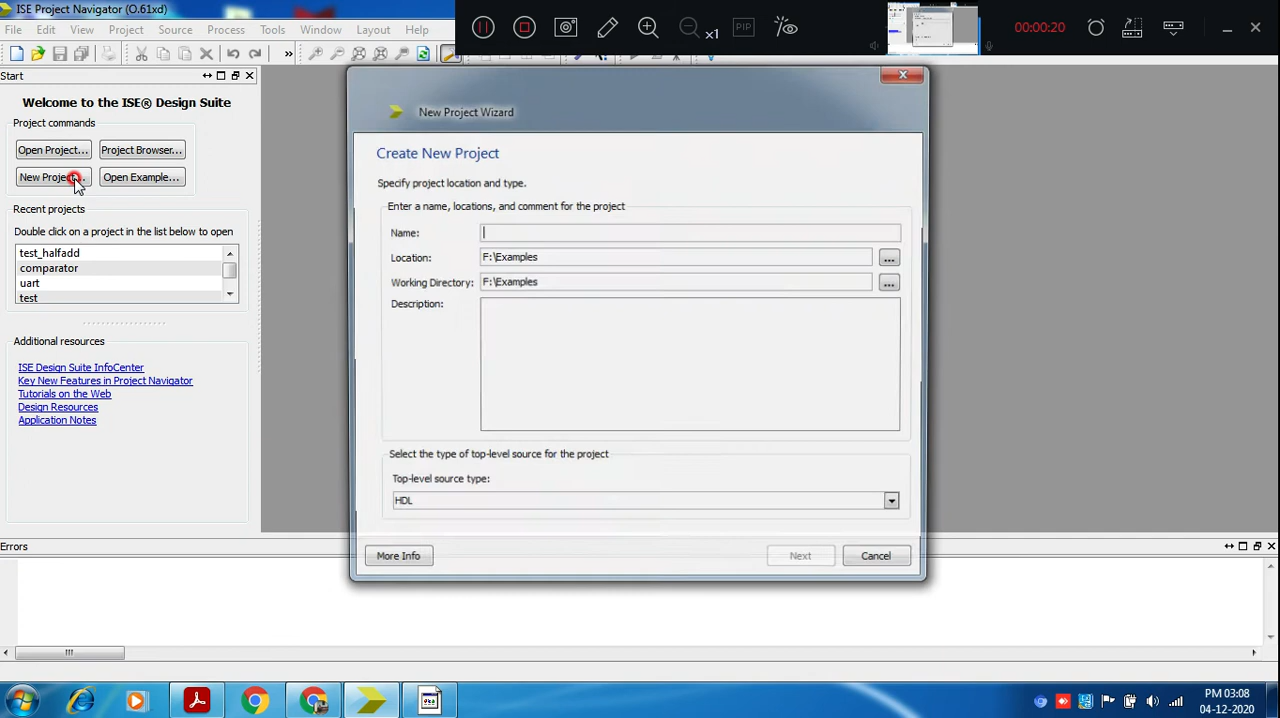 ISE Project Navigator (O.61xd)
File Edit View Project Source Process Tools Window Layout Help
x1
PIP
00:00:20
»
Start
Welcome to the ISE® Design Suite
Project commands
Open Project... Project Browser...
New Project... Open Example...
Recent projects
Double click on a project in the list below to open
test_halfadd
comparator
uart
test
Additional resources
ISE Design Suite InfoCenter
Key New Features in Project Navigator
Tutorials on the Web
Design Resources
Application Notes
New Project Wizard
Create New Project
Specify project location and type.
Enter a name, locations, and comment for the project
Name:
Location: F:\Examples ...
Working Directory: F:\Examples ...
Description:
Select the type of top-level source for the project
Top-level source type:
HDL
More Info Next Cancel
Errors
PM 03:08
04-12-2020